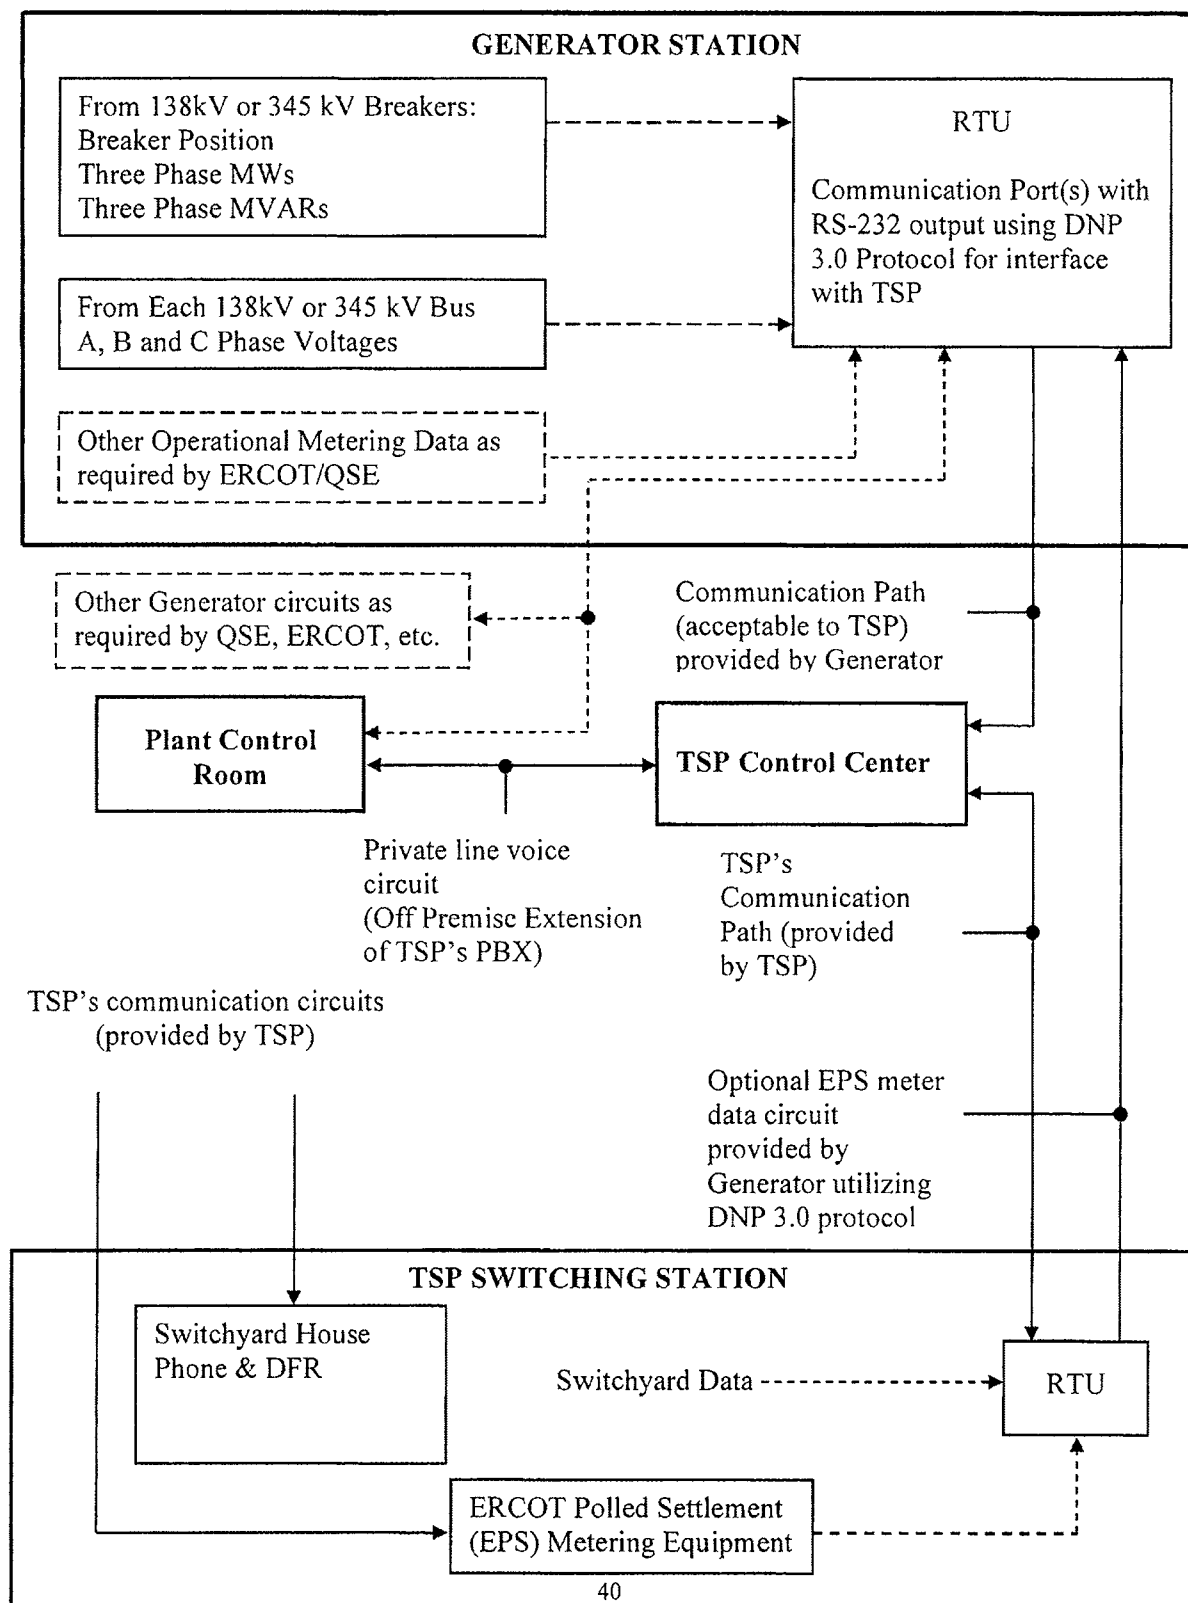 GENERATOR STATION
From 138kV or 345 kV Breakers:
Breaker Position
Three Phase MWs
Three Phase MVARs
RTU
Communication Port(s) with
RS-232 output using DNP
3.0 Protocol for interface
with TSP
From Each 138kV or 345 kV Bus
A, B and C Phase Voltages
Other Operational Metering Data as
required by ERCOT/QSE
Other Generator circuits as
required by QSE, ERCOT, etc.
Communication Path
(acceptable to TSP)
provided by Generator
Plant Control
Room
TSP Control Center
Private line voice
circuit
(Off Premise Extension
of TSP's PBX)
TSP's
Communication
Path (provided
by TSP)
TSP's communication circuits
(provided by TSP)
Optional EPS meter
data circuit
provided by
Generator utilizing
DNP 3.0 protocol
TSP SWITCHING STATION
Switchyard House
Phone & DFR
Switchyard Data
RTU
ERCOT Polled Settlement
(EPS) Metering Equipment
40